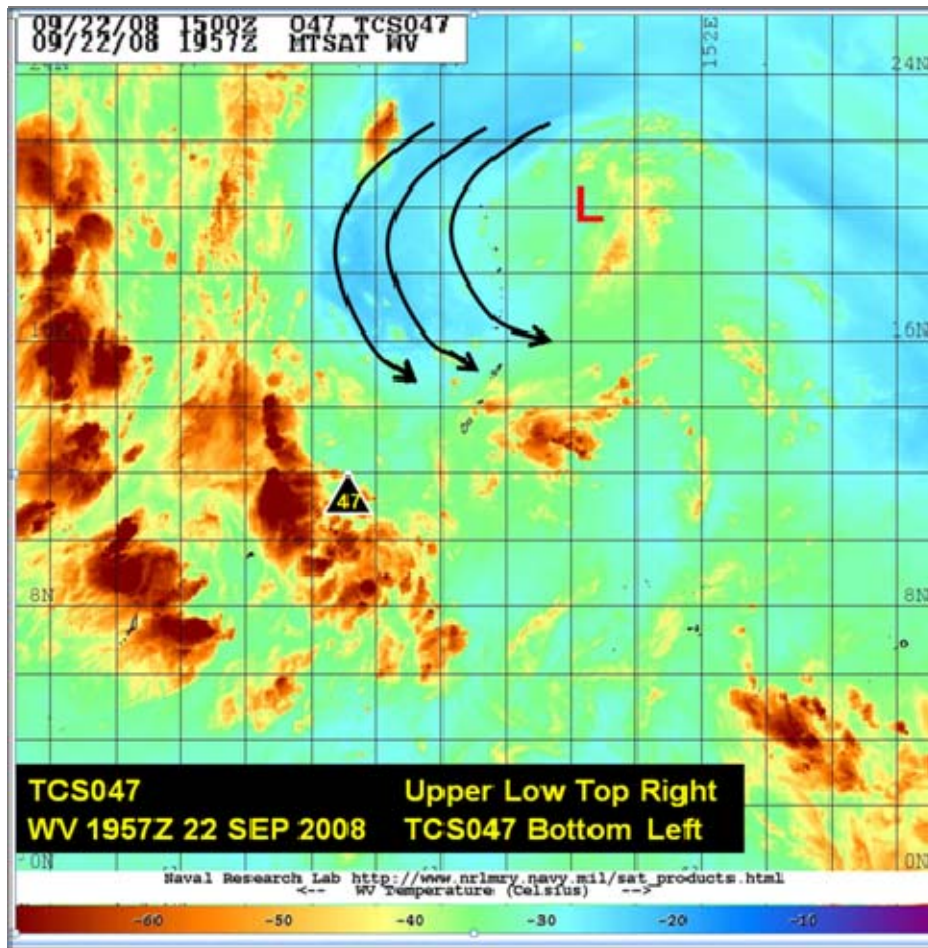 09/22/08 1500Z 047 TCS047
09/22/08 1957Z MTSAT WV
152E
24N 24N
L
16N 16N
47
8N 8N
TCS047 Upper Low Top Right
WV 1957Z 22 SEP 2008 TCS047 Bottom Left
0N 0N
Naval Research Lab http://www.nrlmry.navy.mil/sat_products.html
<-- WV Temperature (Celsius) -->
-60 -50 -40 -30 -20 -10